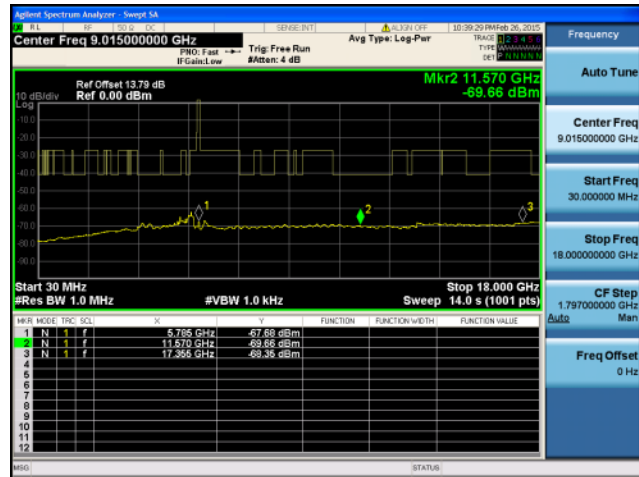 Agilent Spectrum Analyzer - Swept SA
RL RF 50 Ω DC SENSE:INT ALIGN OFF 10:39:29 PM Feb 26, 2015
Center Freq 9.015000000 GHz
PNO: Fast
IFGain:Low
Trig: Free Run
#Atten: 4 dB
Avg Type: Log-Pwr
TRACE 1 2 3 4 5 6
TYPE
DET P N N N N N
Mkr2 11.570 GHz
-69.66 dBm
Ref Offset 13.79 dB
10 dB/div Ref 0.00 dBm
Log
-10.0
-20.0
-30.0
-40.0
-50.0
-60.0
-70.0
-80.0
-90.0
1
2
3
Start 30 MHz Stop 18.000 GHz
#Res BW 1.0 MHz #VBW 1.0 kHz Sweep 14.0 s (1001 pts)
MKR MODE TRC SCL X Y FUNCTION FUNCTION WIDTH FUNCTION VALUE
1 N 1 f 5.785 GHz -67.68 dBm
2 N 1 f 11.570 GHz -69.66 dBm
3 N 1 f 17.355 GHz -68.35 dBm
4
5
6
7
8
9
10
11
12
MSG STATUS
Frequency
Auto Tune
Center Freq
9.015000000 GHz
Start Freq
30.000000 MHz
Stop Freq
18.000000000 GHz
CF Step
1.797000000 GHz
Auto Man
Freq Offset
0 Hz